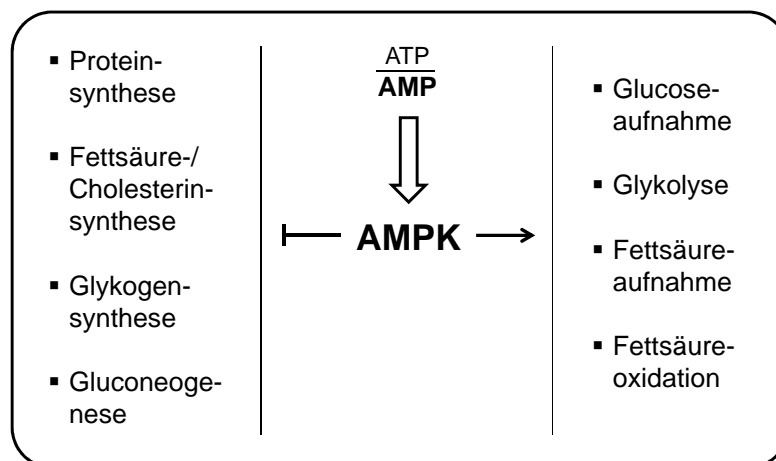 ▪ Protein-
synthese
▪ Fettsäure-/
Cholesterin-
synthese
▪ Glykogen-
synthese
▪ Gluconeoge-
nese
ATP
AMP
AMPK
▪ Glucose-
aufnahme
▪ Glykolyse
▪ Fettsäure-
aufnahme
▪ Fettsäure-
oxidation